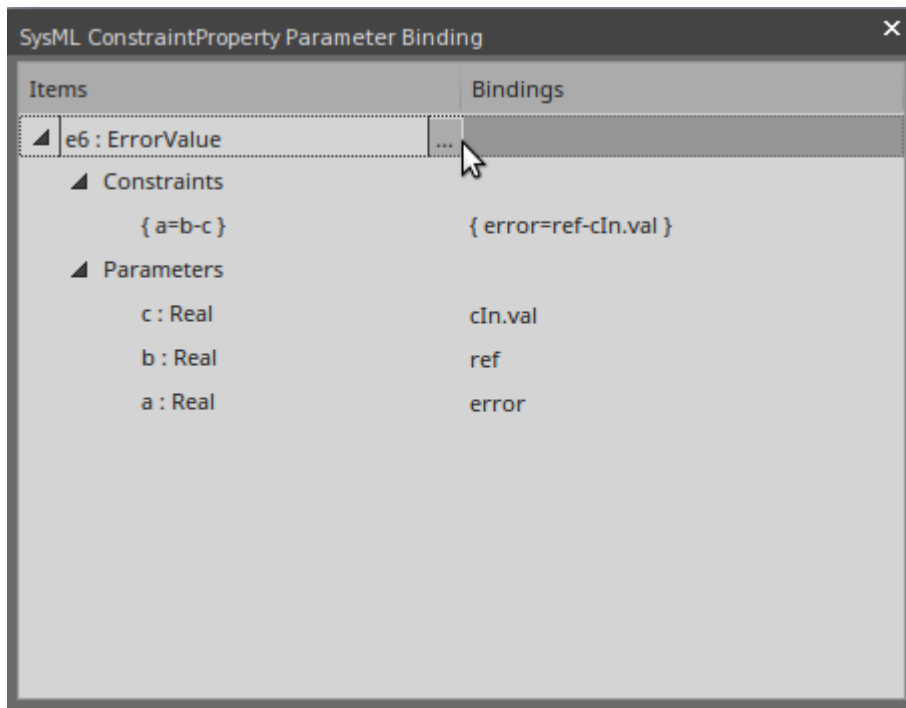 SysML ConstraintProperty Parameter Binding
Items Bindings
e6 : ErrorValue ...
Constraints
{ a=b-c } { error=ref-cIn.val }
Parameters
c : Real cIn.val
b : Real ref
a : Real error